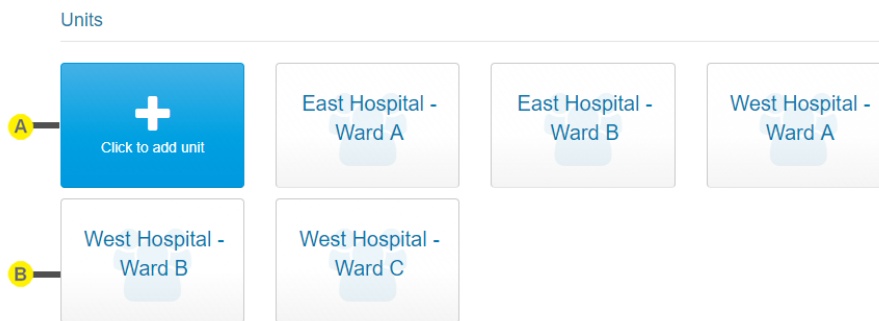 Units
A
Click to add unit
East Hospital -
Ward A
East Hospital -
Ward B
West Hospital -
Ward A
B
West Hospital -
Ward B
West Hospital -
Ward C